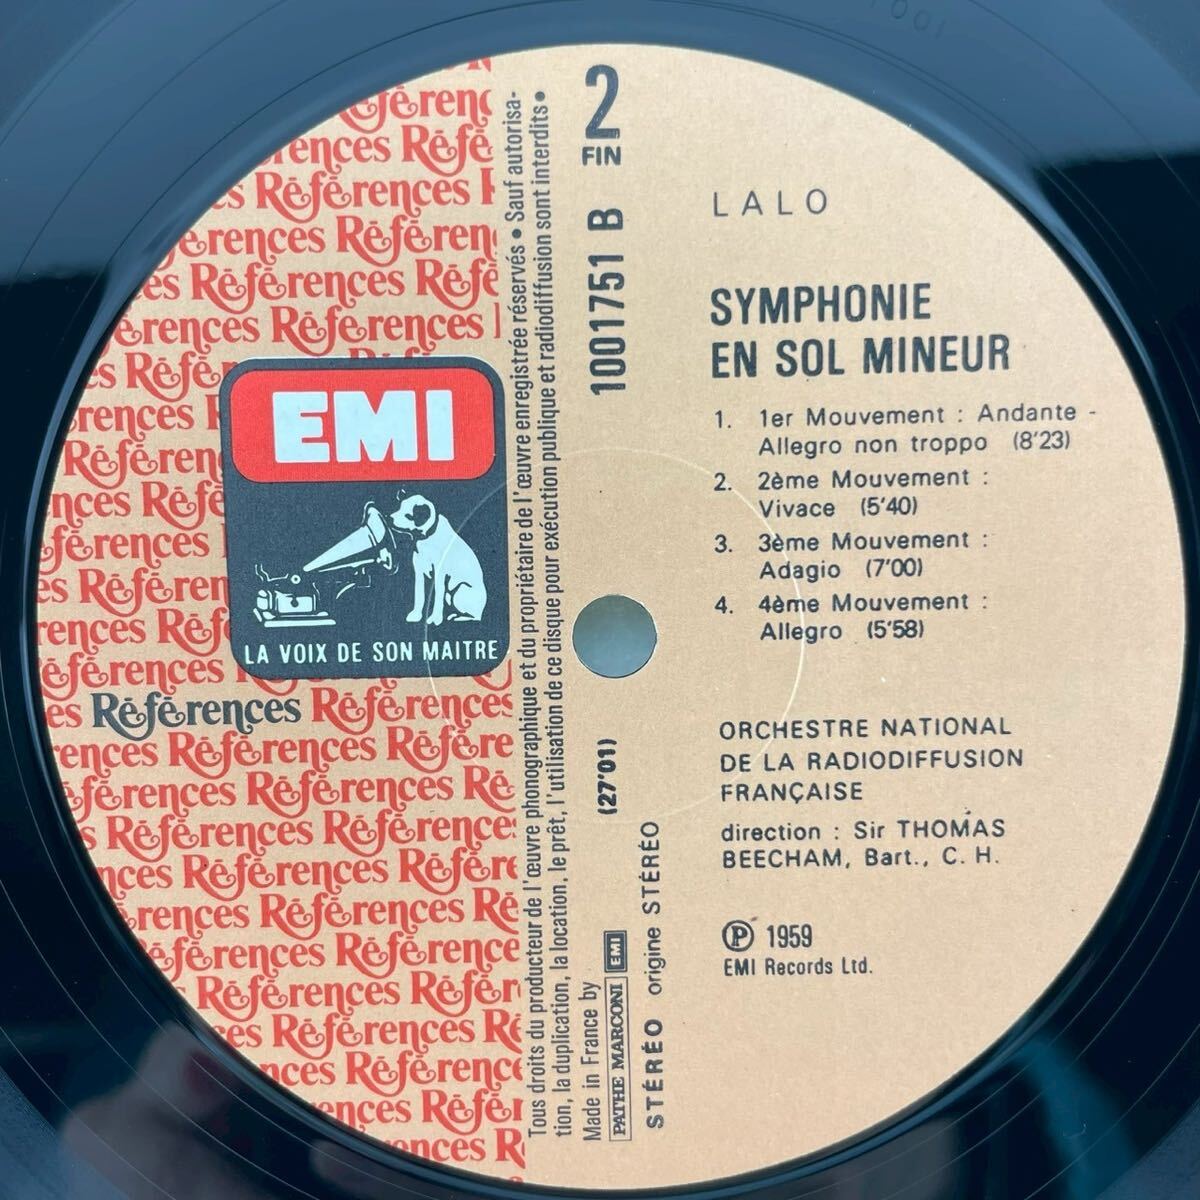 2
FIN
1001751 B
LALO
SYMPHONIE
EN SOL MINEUR
1. 1er Mouvement : Andante -
Allegro non troppo (8'23)
2. 2ème Mouvement :
Vivace (5'40)
3. 3ème Mouvement :
Adagio (7'00)
4. 4ème Mouvement :
Allegro (5'58)
ORCHESTRE NATIONAL
DE LA RADIODIFFUSION
FRANÇAISE
direction : Sir THOMAS
BEECHAM, Bart., C. H.
℗ 1959
EMI Records Ltd.
(27'01)
STÉRÉO origine STÉRÉO
Made in France by
PATHE MARCONI EMI
Tous droits du producteur de l'œuvre phonographique et du propriétaire de l'œuvre enregistrée réservés • Sauf autorisa-
tion, la duplication, la location, le prêt, l'utilisation de ce disque pour exécution publique et radiodiffusion sont interdits •
EMI
LA VOIX DE SON MAITRE
Références
Références